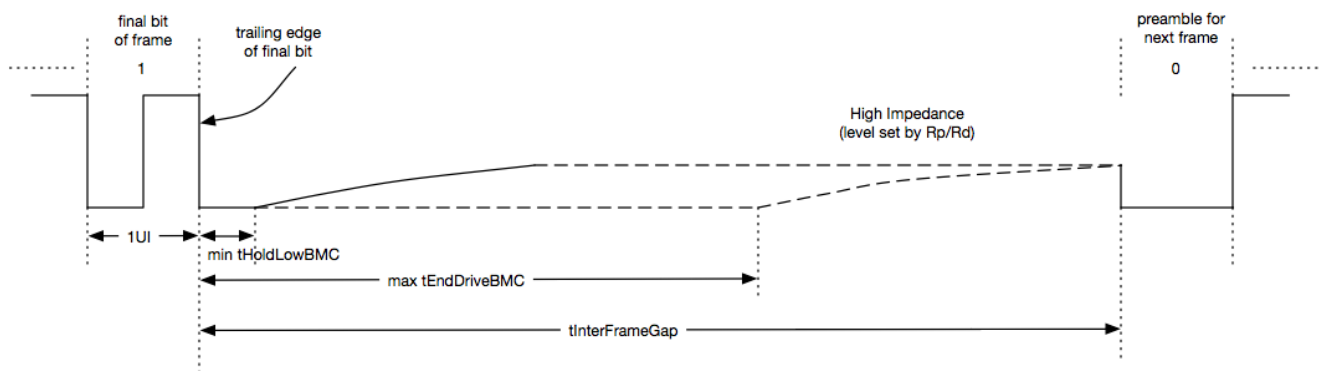 final bit
of frame
1
trailing edge
of final bit
preamble for
next frame
0
High Impedance
(level set by Rp/Rd)
1UI
min tHoldLowBMC
max tEndDriveBMC
tInterFrameGap